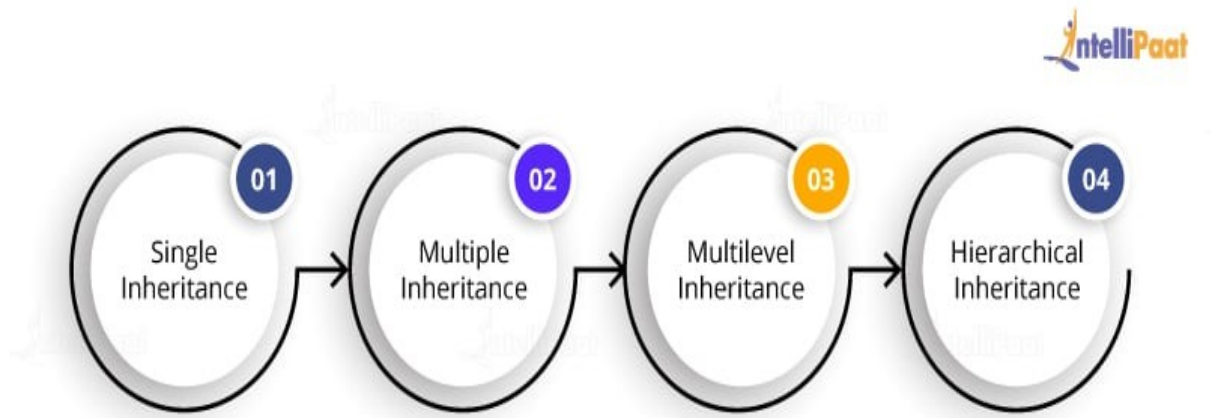 IntelliPaat
01
02
03
04
Single
Inheritance
Multiple
Inheritance
Multilevel
Inheritance
Hierarchical
Inheritance